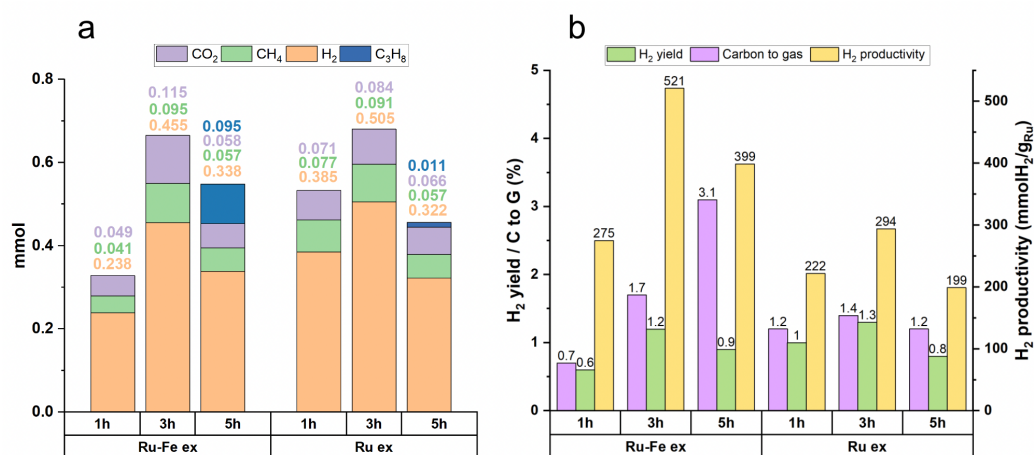 a
CO₂ CH₄ H₂ C₃H₈
mmol
0.8
0.6
0.4
0.2
0.0
0.049
0.041
0.238
0.115
0.095
0.455
0.095
0.058
0.057
0.338
0.071
0.077
0.385
0.084
0.091
0.505
0.011
0.066
0.057
0.322
1h 3h 5h 1h 3h 5h
Ru-Fe ex Ru ex
b
H₂ yield Carbon to gas H₂ productivity
H₂ yield / C to G (%)
5
4
3
2
1
0
0.7 0.6 275
1.7 1.2 521
3.1 0.9 399
1.2 1 222
1.4 1.3 294
1.2 0.8 199
500
400
300
200
100
0
H₂ productivity (mmolH₂/g_Ru)
1h 3h 5h 1h 3h 5h
Ru-Fe ex Ru ex